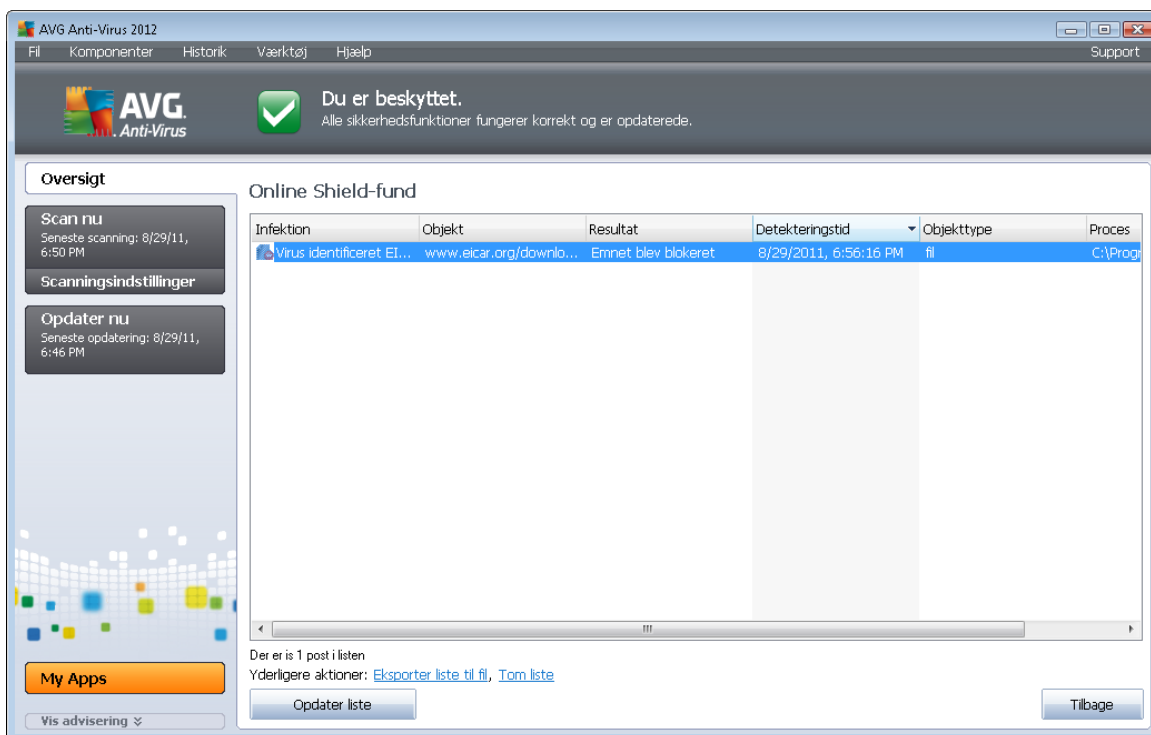 AVG Anti-Virus 2012
Fil Komponenter Historik Værktøj Hjælp Support
AVG.
Anti-Virus
Du er beskyttet.
Alle sikkerhedsfunktioner fungerer korrekt og er opdaterede.
Oversigt
Scan nu
Seneste scanning: 8/29/11,
6:50 PM
Scanningsindstillinger
Opdater nu
Seneste opdatering: 8/29/11,
6:46 PM
My Apps
Vis advisering
Online Shield-fund
Infektion Objekt Resultat Detekteringstid Objekttype Proces
Virus identificeret EI... www.eicar.org/downlo... Emnet blev blokeret 8/29/2011, 6:56:16 PM fil C:\Progr
Der er is 1 post i listen
Yderligere aktioner: Eksporter liste til fil, Tom liste
Opdater liste Tilbage